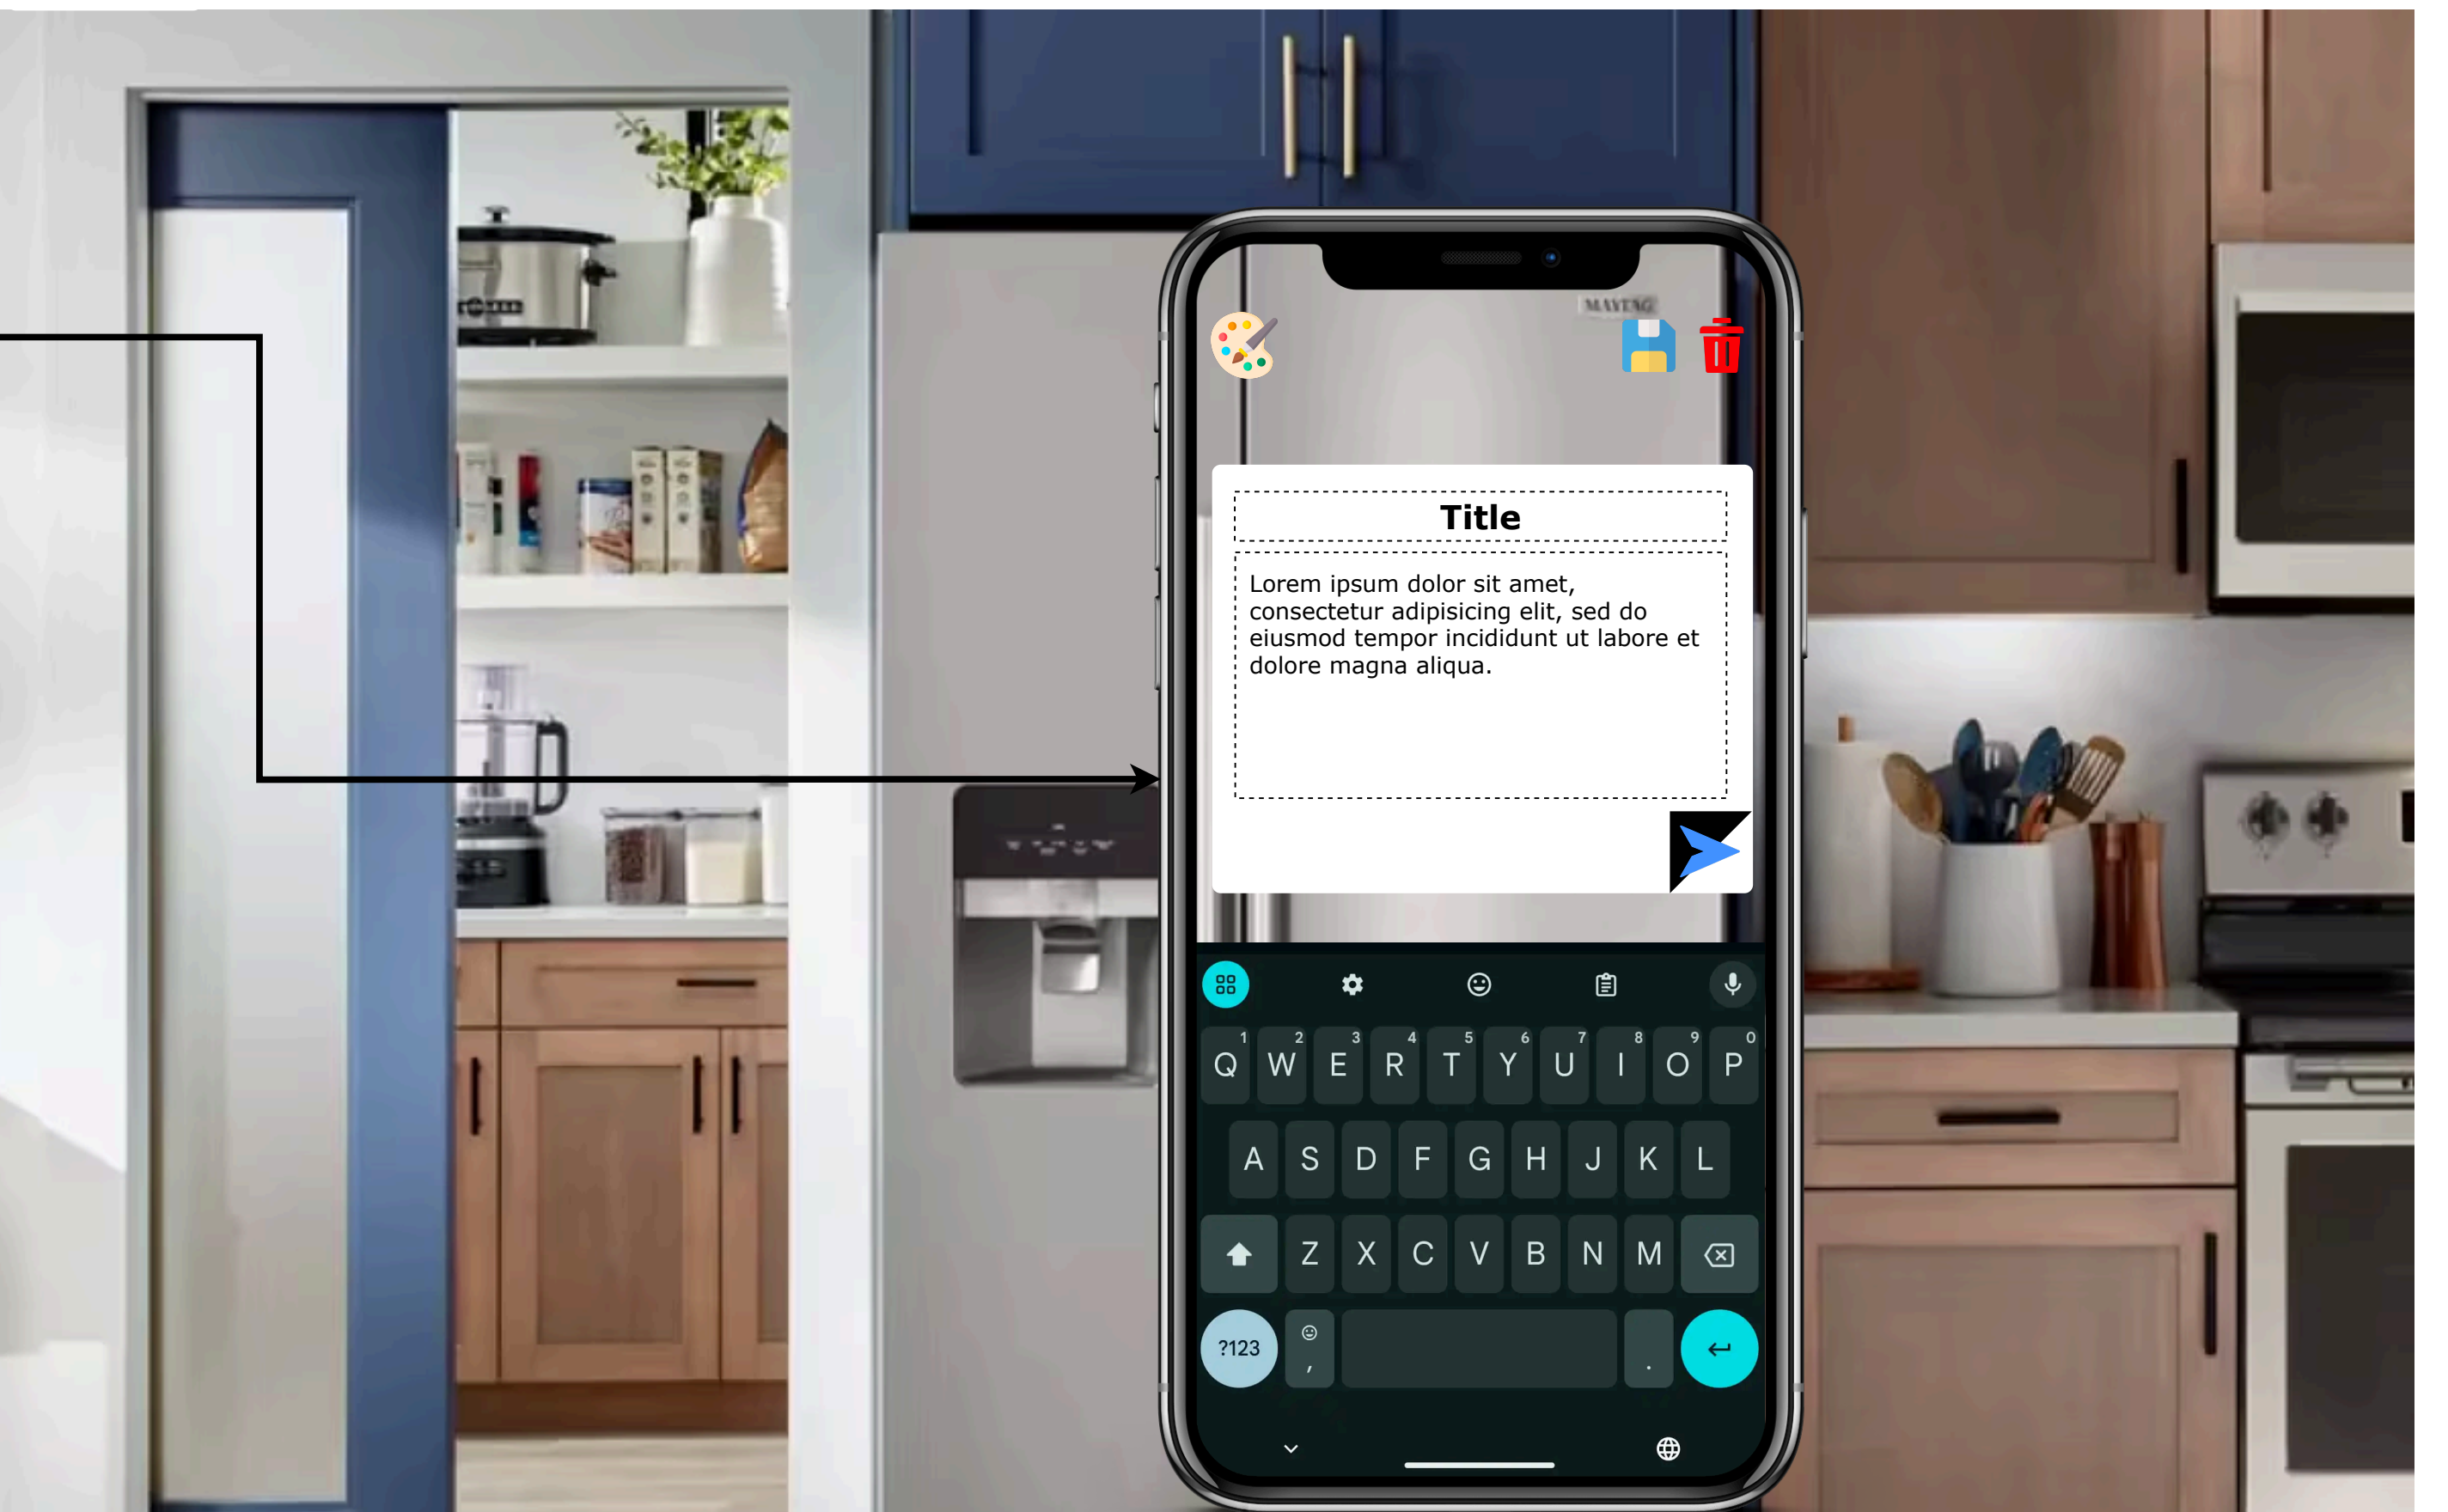 MAYTAG
Title
Lorem ipsum dolor sit amet,
consectetur adipisicing elit, sed do
eiusmod tempor incididunt ut labore et
dolore magna aliqua.
1 2 3 4 5 6 7 8 9 0
Q W E R T Y U I O P
A S D F G H J K L
Z X C V B N M
?123 , .